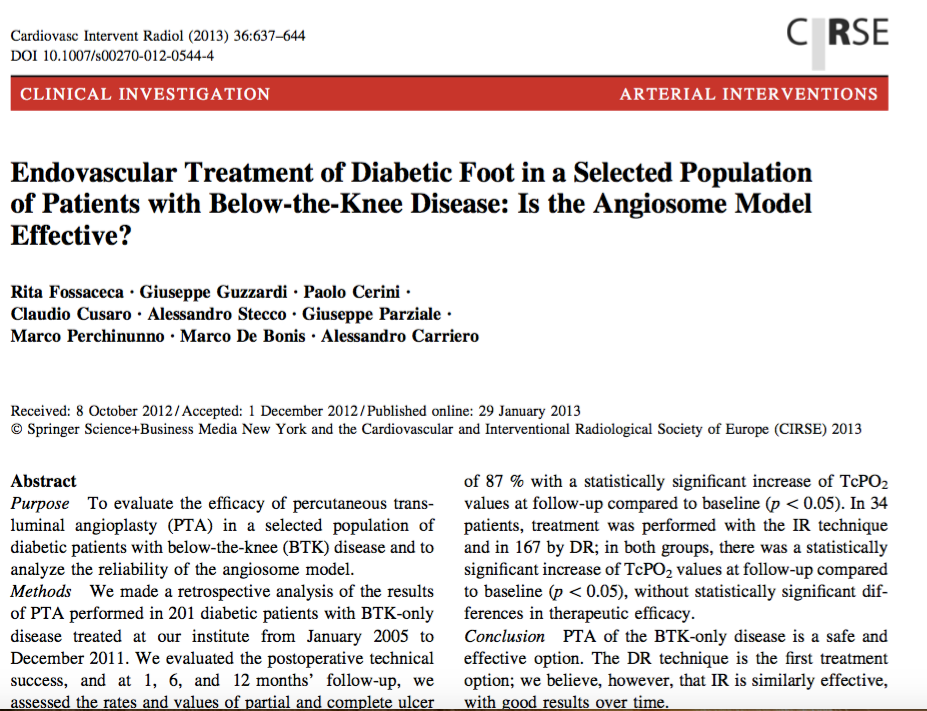 Cardiovasc Intervent Radiol (2013) 36:637–644
DOI 10.1007/s00270-012-0544-4
CIRSE
CLINICAL INVESTIGATION
ARTERIAL INTERVENTIONS
Endovascular Treatment of Diabetic Foot in a Selected Population
of Patients with Below-the-Knee Disease: Is the Angiosome Model
Effective?
Rita Fossaceca · Giuseppe Guzzardi · Paolo Cerini ·
Claudio Cusaro · Alessandro Stecco · Giuseppe Parziale ·
Marco Perchinunno · Marco De Bonis · Alessandro Carriero
Received: 8 October 2012 / Accepted: 1 December 2012 / Published online: 29 January 2013
© Springer Science+Business Media New York and the Cardiovascular and Interventional Radiological Society of Europe (CIRSE) 2013
Abstract
Purpose To evaluate the efficacy of percutaneous trans-
luminal angioplasty (PTA) in a selected population of
diabetic patients with below-the-knee (BTK) disease and to
analyze the reliability of the angiosome model.
Methods We made a retrospective analysis of the results
of PTA performed in 201 diabetic patients with BTK-only
disease treated at our institute from January 2005 to
December 2011. We evaluated the postoperative technical
success, and at 1, 6, and 12 months' follow-up, we
assessed the rates and values of partial and complete ulcer
of 87 % with a statistically significant increase of TcPO₂
values at follow-up compared to baseline (p < 0.05). In 34
patients, treatment was performed with the IR technique
and in 167 by DR; in both groups, there was a statistically
significant increase of TcPO₂ values at follow-up compared
to baseline (p < 0.05), without statistically significant dif-
ferences in therapeutic efficacy.
Conclusion PTA of the BTK-only disease is a safe and
effective option. The DR technique is the first treatment
option; we believe, however, that IR is similarly effective,
with good results over time.